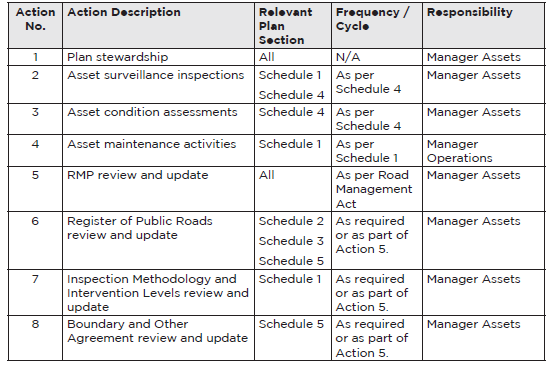 Action No. Action Description Relevant Plan Section Frequency / Cycle Responsibility
1 Plan stewardship All N/A Manager Assets
2 Asset surveillance inspections Schedule 1 Schedule 4 As per Schedule 4 Manager Assets
3 Asset condition assessments Schedule 4 As per Schedule 4 Manager Assets
4 Asset maintenance activities Schedule 1 As per Schedule 1 Manager Operations
5 RMP review and update All As per Road Management Act Manager Assets
6 Register of Public Roads review and update Schedule 2 Schedule 3 Schedule 5 As required or as part of Action 5. Manager Assets
7 Inspection Methodology and Intervention Levels review and update Schedule 1 As required or as part of Action 5. Manager Assets
8 Boundary and Other Agreement review and update Schedule 5 As required or as part of Action 5. Manager Assets